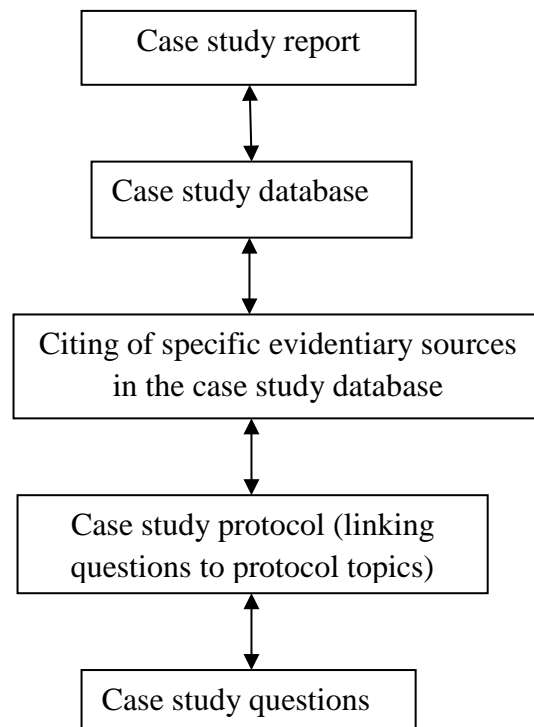 Case study report
Case study database
Citing of specific evidentiary sources
in the case study database
Case study protocol (linking
questions to protocol topics)
Case study questions